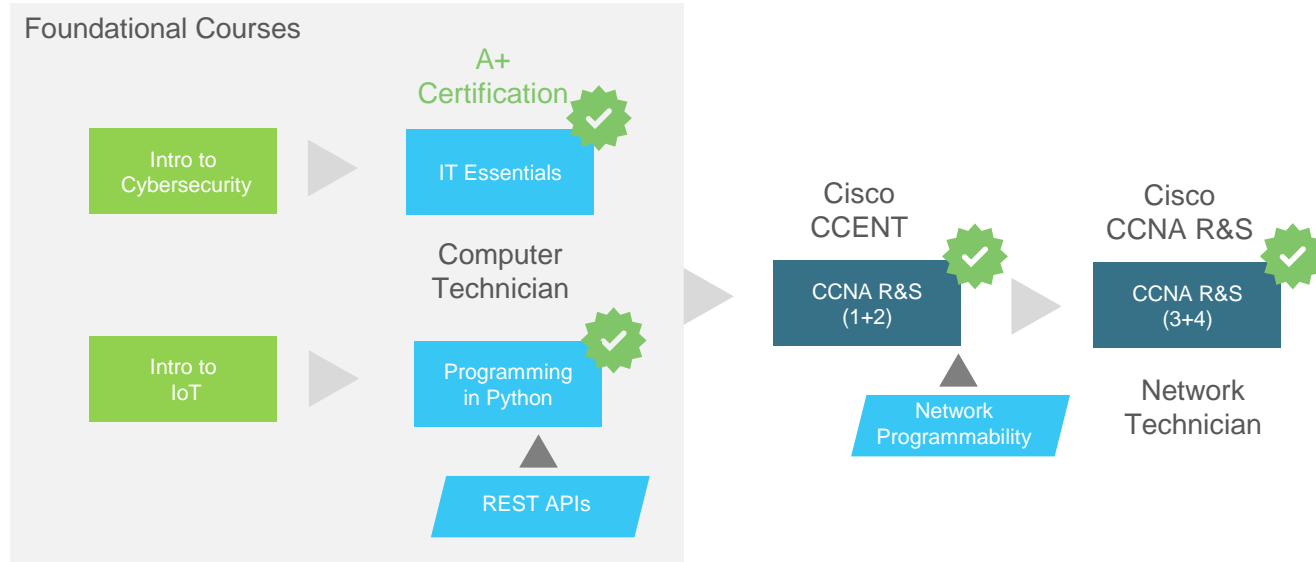 Foundational Courses
A+
Certification
Intro to
Cybersecurity
IT Essentials
Computer
Technician
Intro to
IoT
Programming
in Python
REST APIs
Cisco
CCENT
CCNA R&S
(1+2)
Network
Programmability
Cisco
CCNA R&S
CCNA R&S
(3+4)
Network
Technician